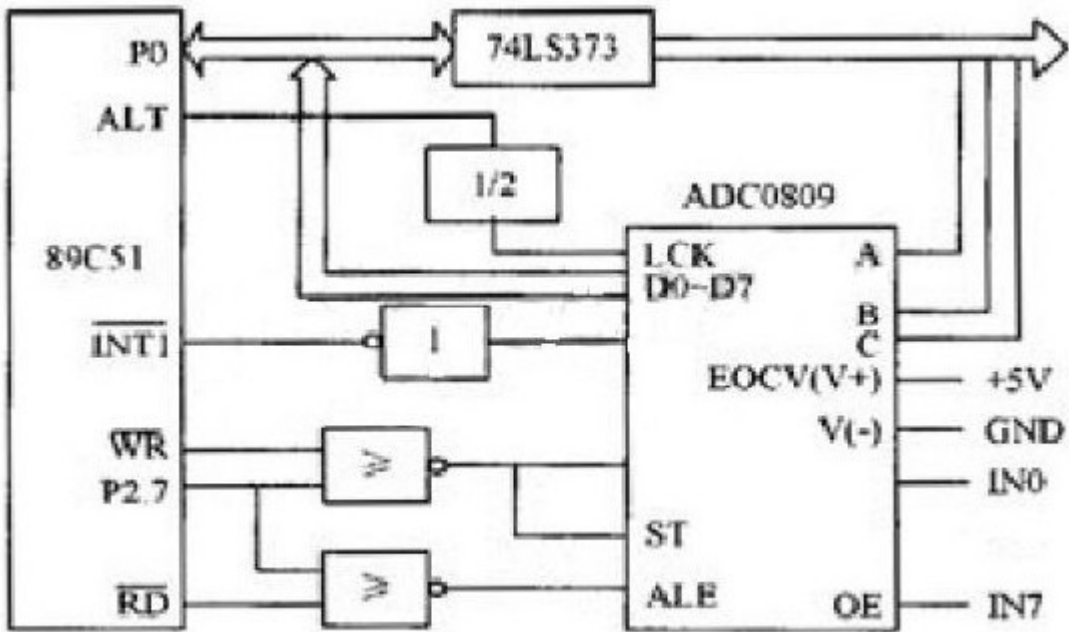 P0
74LS373
ALT
1/2
ADC0809
89C51
LCK
A
D0~D7
B
INT1
1
C
EOCV(V+)
+5V
V(-)
GND
WR
P2.7
IN0
ST
RD
ALE
OE
IN7